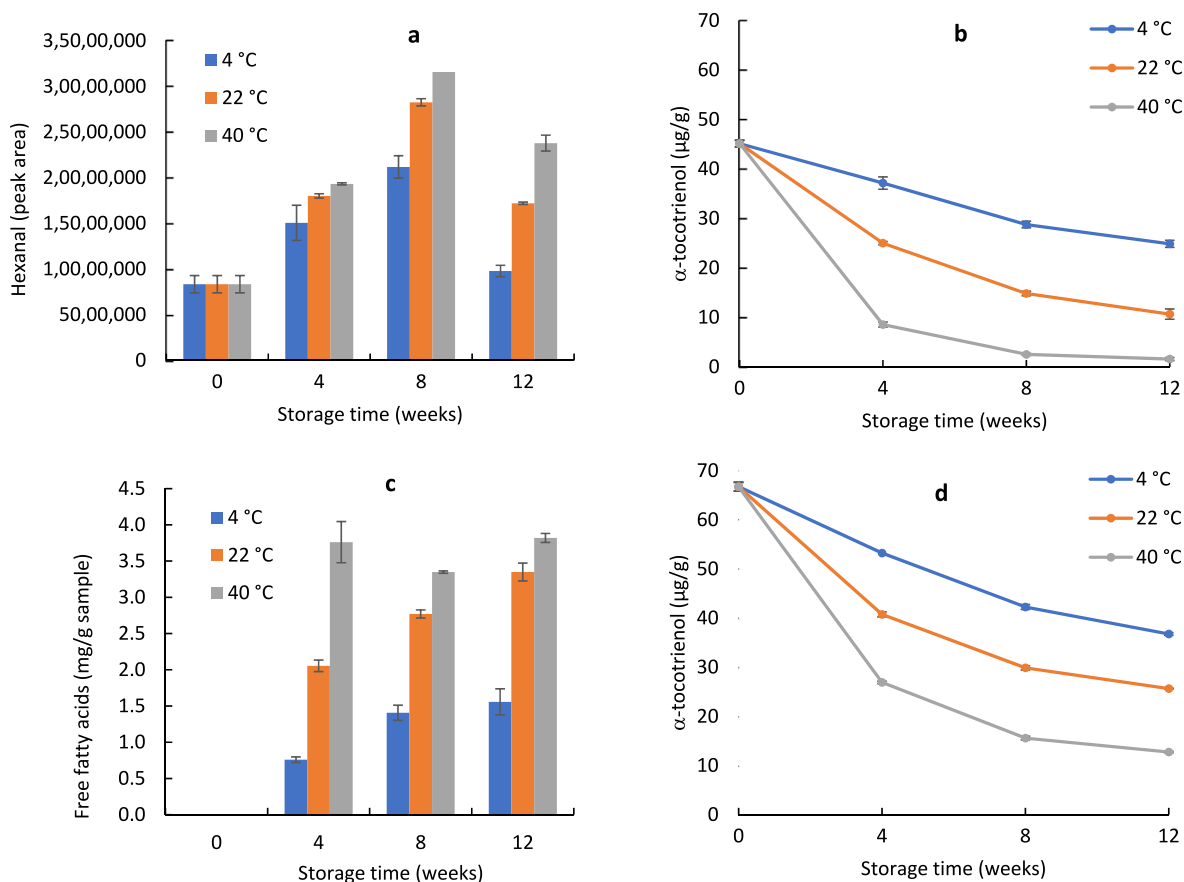 a
Hexanal (peak area)
3,50,00,000
3,00,00,000
2,50,00,000
2,00,00,000
1,50,00,000
1,00,00,000
50,00,000
0
4 °C
22 °C
40 °C
0 4 8 12
Storage time (weeks)
b
α-tocotrienol (µg/g)
70
60
50
40
30
20
10
0
4 °C
22 °C
40 °C
0 4 8 12
Storage time (weeks)
c
Free fatty acids (mg/g sample)
4.5
4.0
3.5
3.0
2.5
2.0
1.5
1.0
0.5
0.0
4 °C
22 °C
40 °C
0 4 8 12
Storage time (weeks)
d
α-tocotrienol (µg/g)
70
60
50
40
30
20
10
0
4 °C
22 °C
40 °C
0 4 8 12
Storage time (weeks)